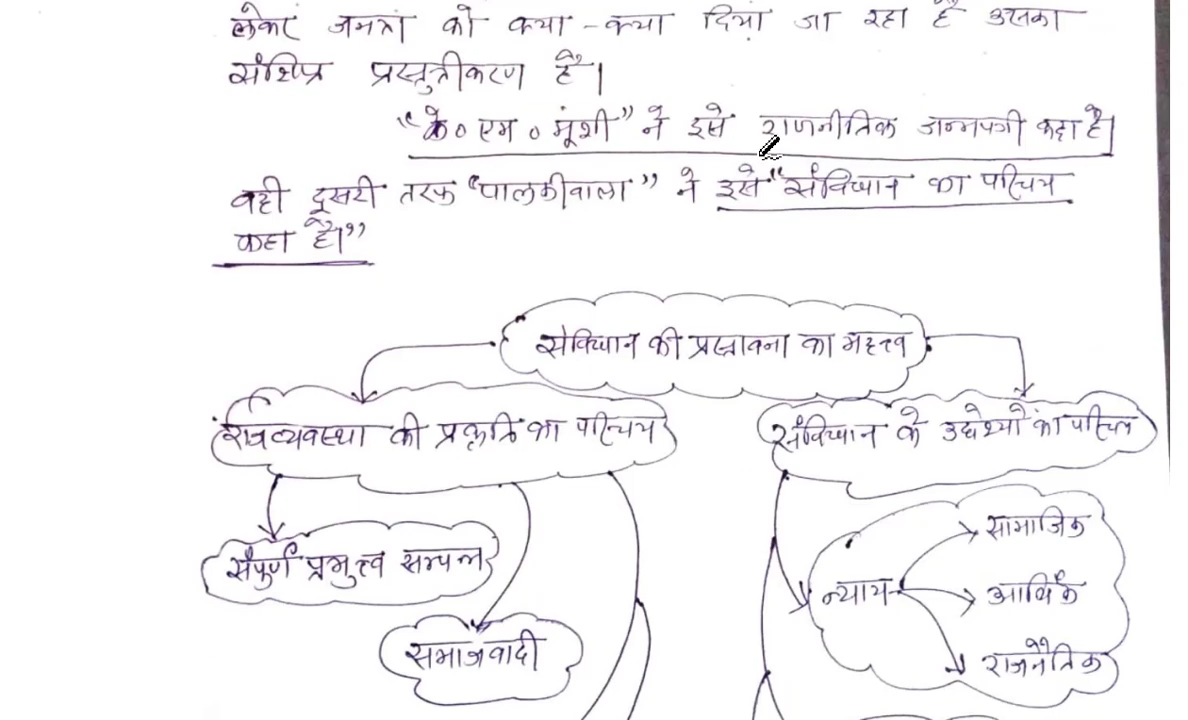 लेकर जनता को क्या-क्या दिया जा रहा है उसका
संक्षिप्त प्रस्तुतीकरण है।
“के० एम० मूंशी” ने इसे राजनीतिक जन्मपत्री कहा है।
वही दूसरी तरफ “पालकीवाला” ने इसे “संविधान का परिचय
कहा है।”
संविधान की प्रस्तावना का महत्त्व
राजव्यवस्था की प्रकृति का परिचय
संविधान के उद्देश्यों का परिचय
सामाजिक
संपुर्ण प्रभुत्त्व सम्पन्न
न्याय
आर्थिक
समाजवादी
राजनैतिक